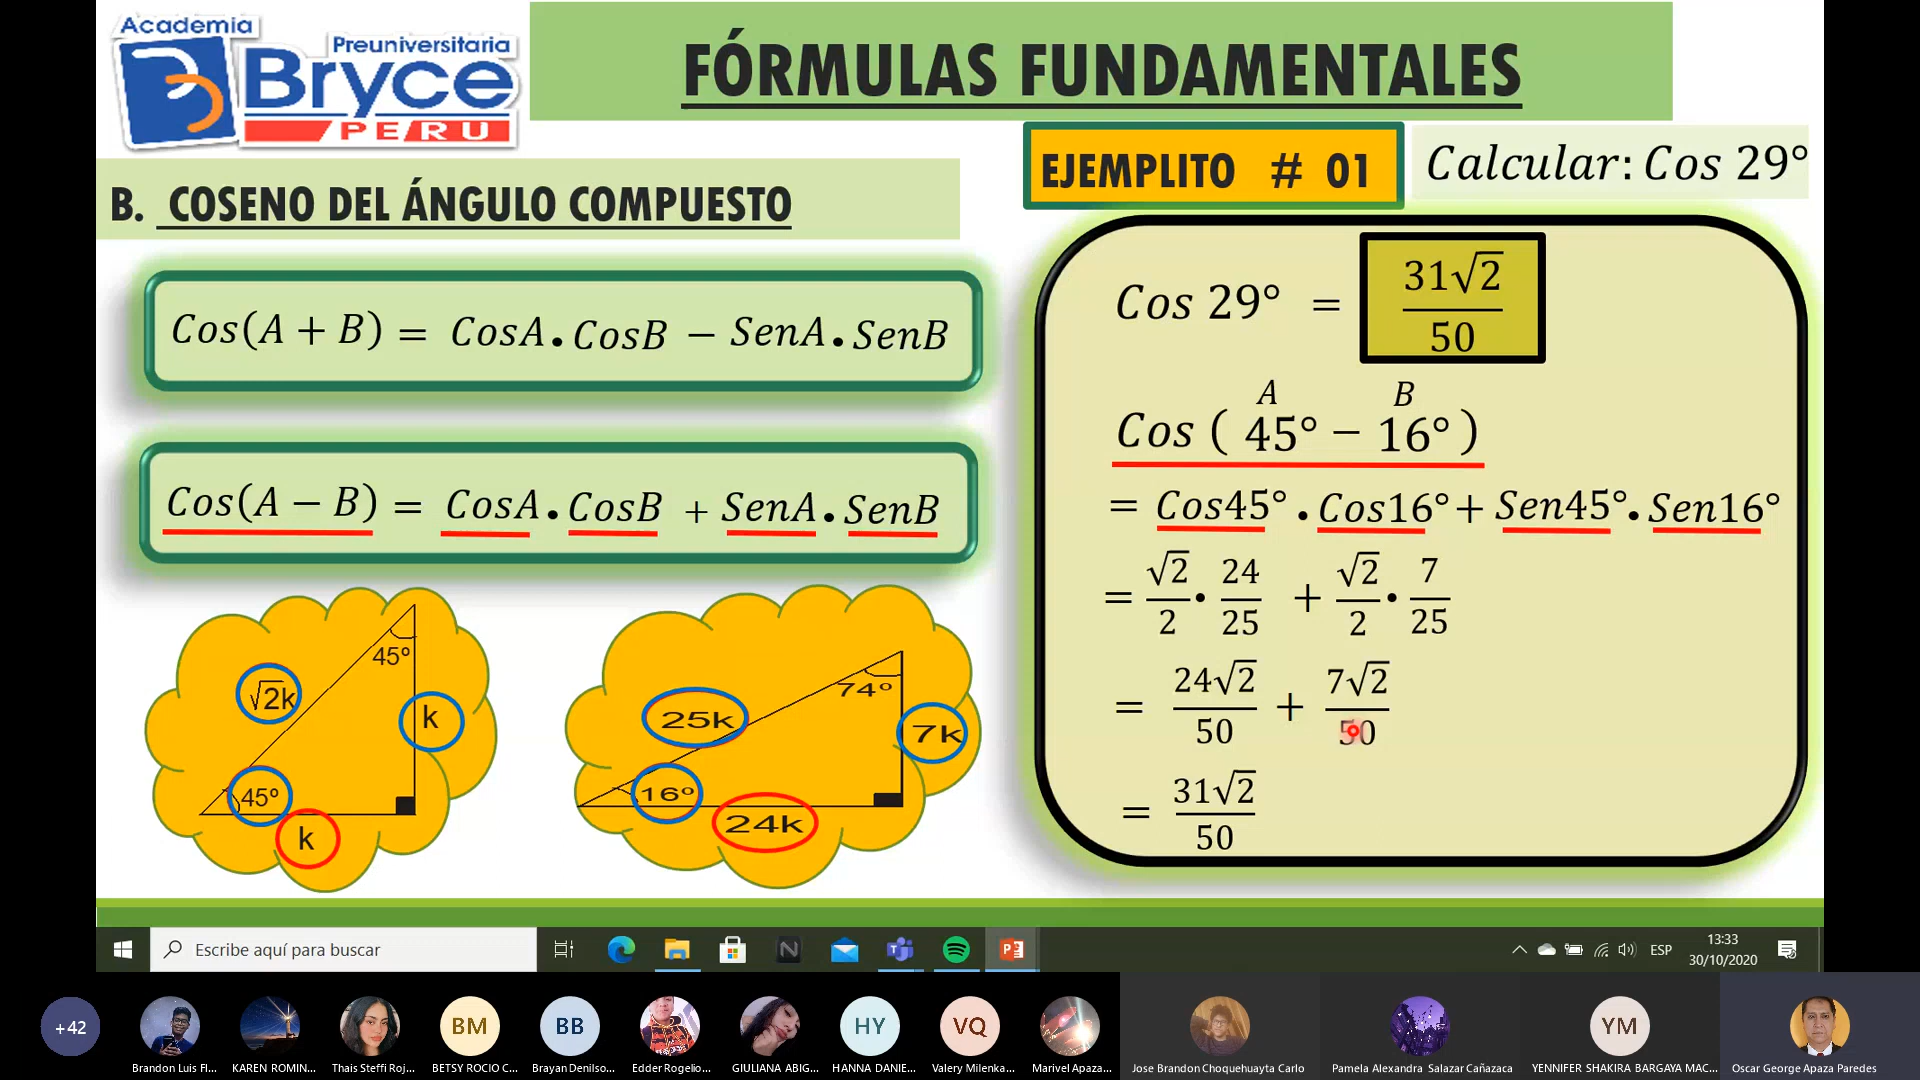 Academia
Preuniversitaria
Bryce
PERU
FÓRMULAS FUNDAMENTALES
B. COSENO DEL ÁNGULO COMPUESTO
EJEMPLITO # 01
Calcular: Cos 29°
Cos(A + B) = CosA . CosB − SenA . SenB
Cos(A − B) = CosA . CosB + SenA . SenB
45º
√2k
k
45º
k
74º
25k
7k
16º
24k
Cos 29° = 31√2/50
A B
Cos ( 45° − 16° )
= Cos45° . Cos16° + Sen45° . Sen16°
= √2/2 · 24/25 + √2/2 · 7/25
= 24√2/50 + 7√2/50
= 31√2/50
Escribe aquí para buscar
ESP
13:33
30/10/2020
+42
BM
BB
HY
VQ
YM
Brandon Luis Fl...
KAREN ROMIN...
Thais Steffi Roj...
BETSY ROCIO C...
Brayan Denilso...
Edder Rogelio...
GIULIANA ABIG...
HANNA DANIE...
Valery Milenka...
Marivel Apaza...
Jose Brandon Choquehuayta Carlo
Pamela Alexandra Salazar Cañazaca
YENNIFER SHAKIRA BARGAYA MAC...
Oscar George Apaza Paredes